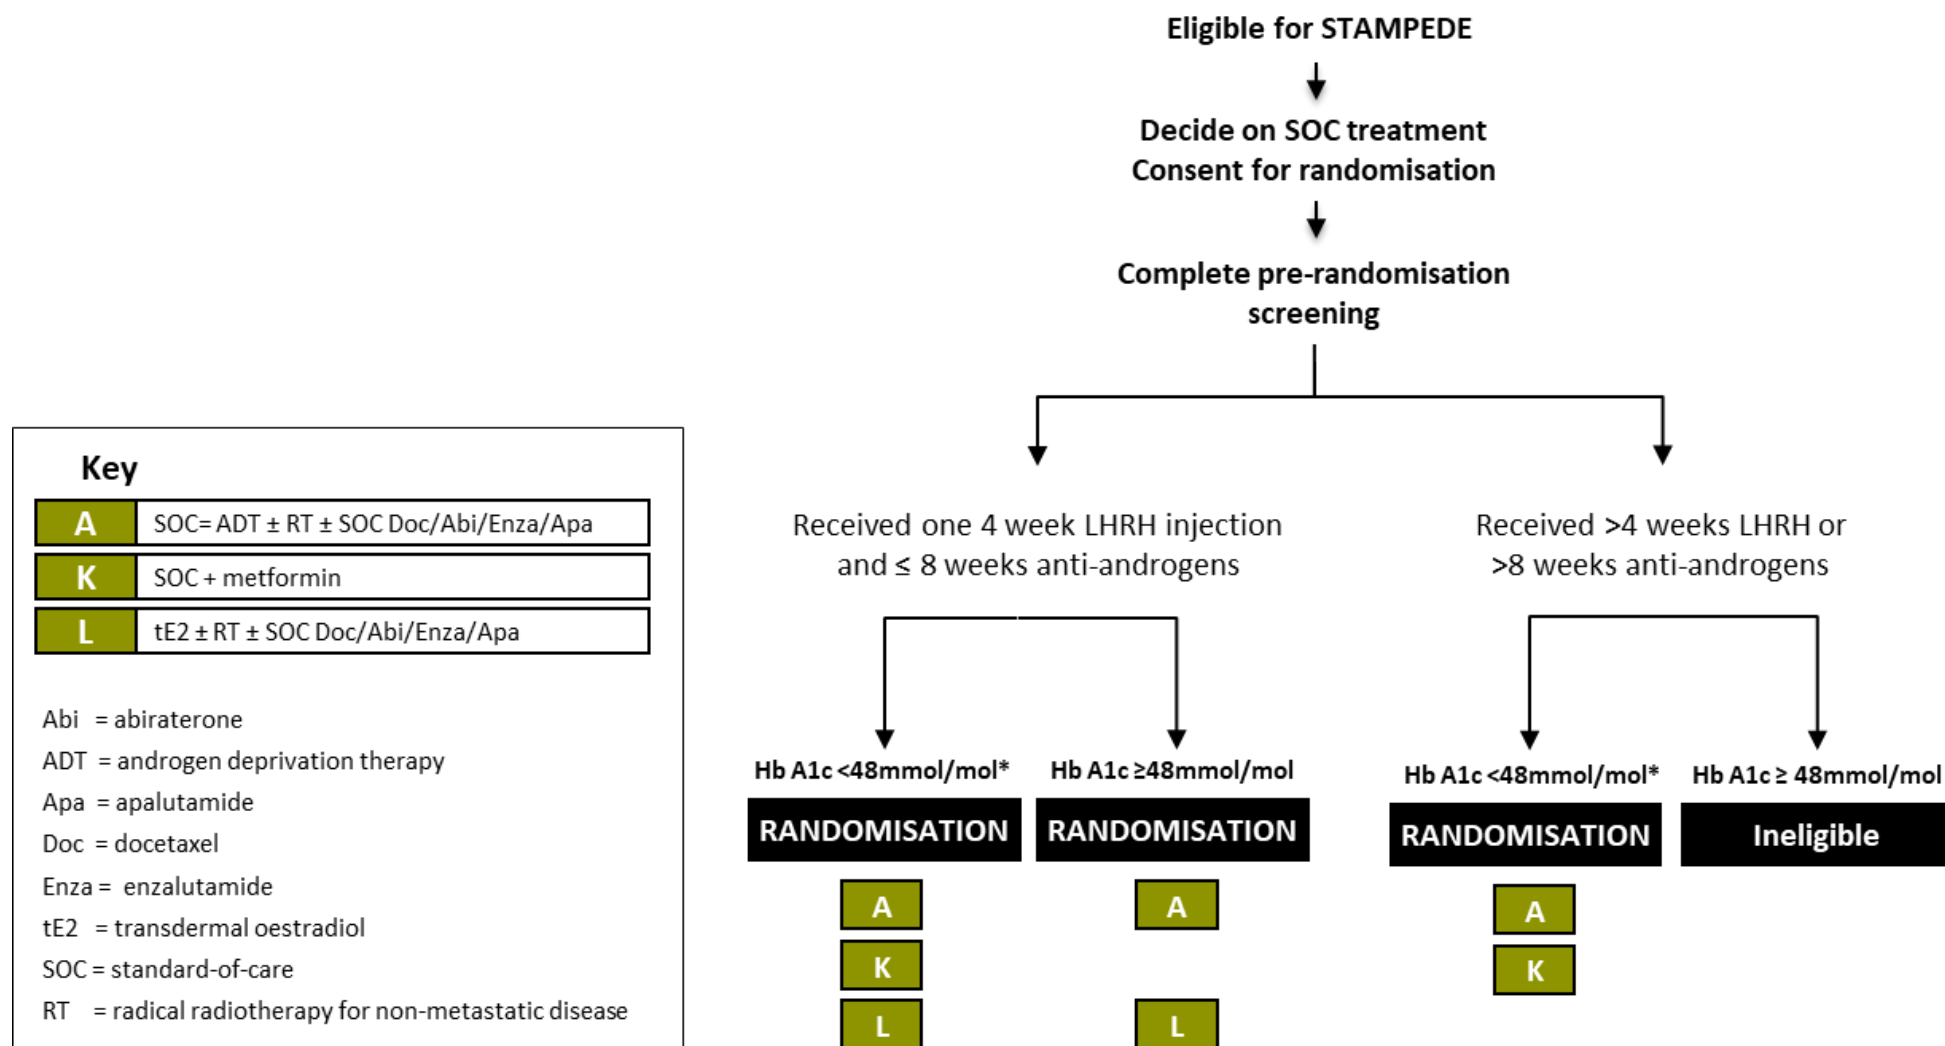 Eligible for STAMPEDE
Decide on SOC treatment
Consent for randomisation
Complete pre-randomisation
screening
Received one 4 week LHRH injection
and ≤ 8 weeks anti-androgens
Received >4 weeks LHRH or
>8 weeks anti-androgens
Hb A1c <48mmol/mol*
Hb A1c ≥48mmol/mol
Hb A1c <48mmol/mol*
Hb A1c ≥ 48mmol/mol
RANDOMISATION
RANDOMISATION
RANDOMISATION
Ineligible
A
A
A
K
K
L
L
Key
A SOC= ADT ± RT ± SOC Doc/Abi/Enza/Apa
K SOC + metformin
L tE2 ± RT ± SOC Doc/Abi/Enza/Apa
Abi = abiraterone
ADT = androgen deprivation therapy
Apa = apalutamide
Doc = docetaxel
Enza = enzalutamide
tE2 = transdermal oestradiol
SOC = standard-of-care
RT = radical radiotherapy for non-metastatic disease